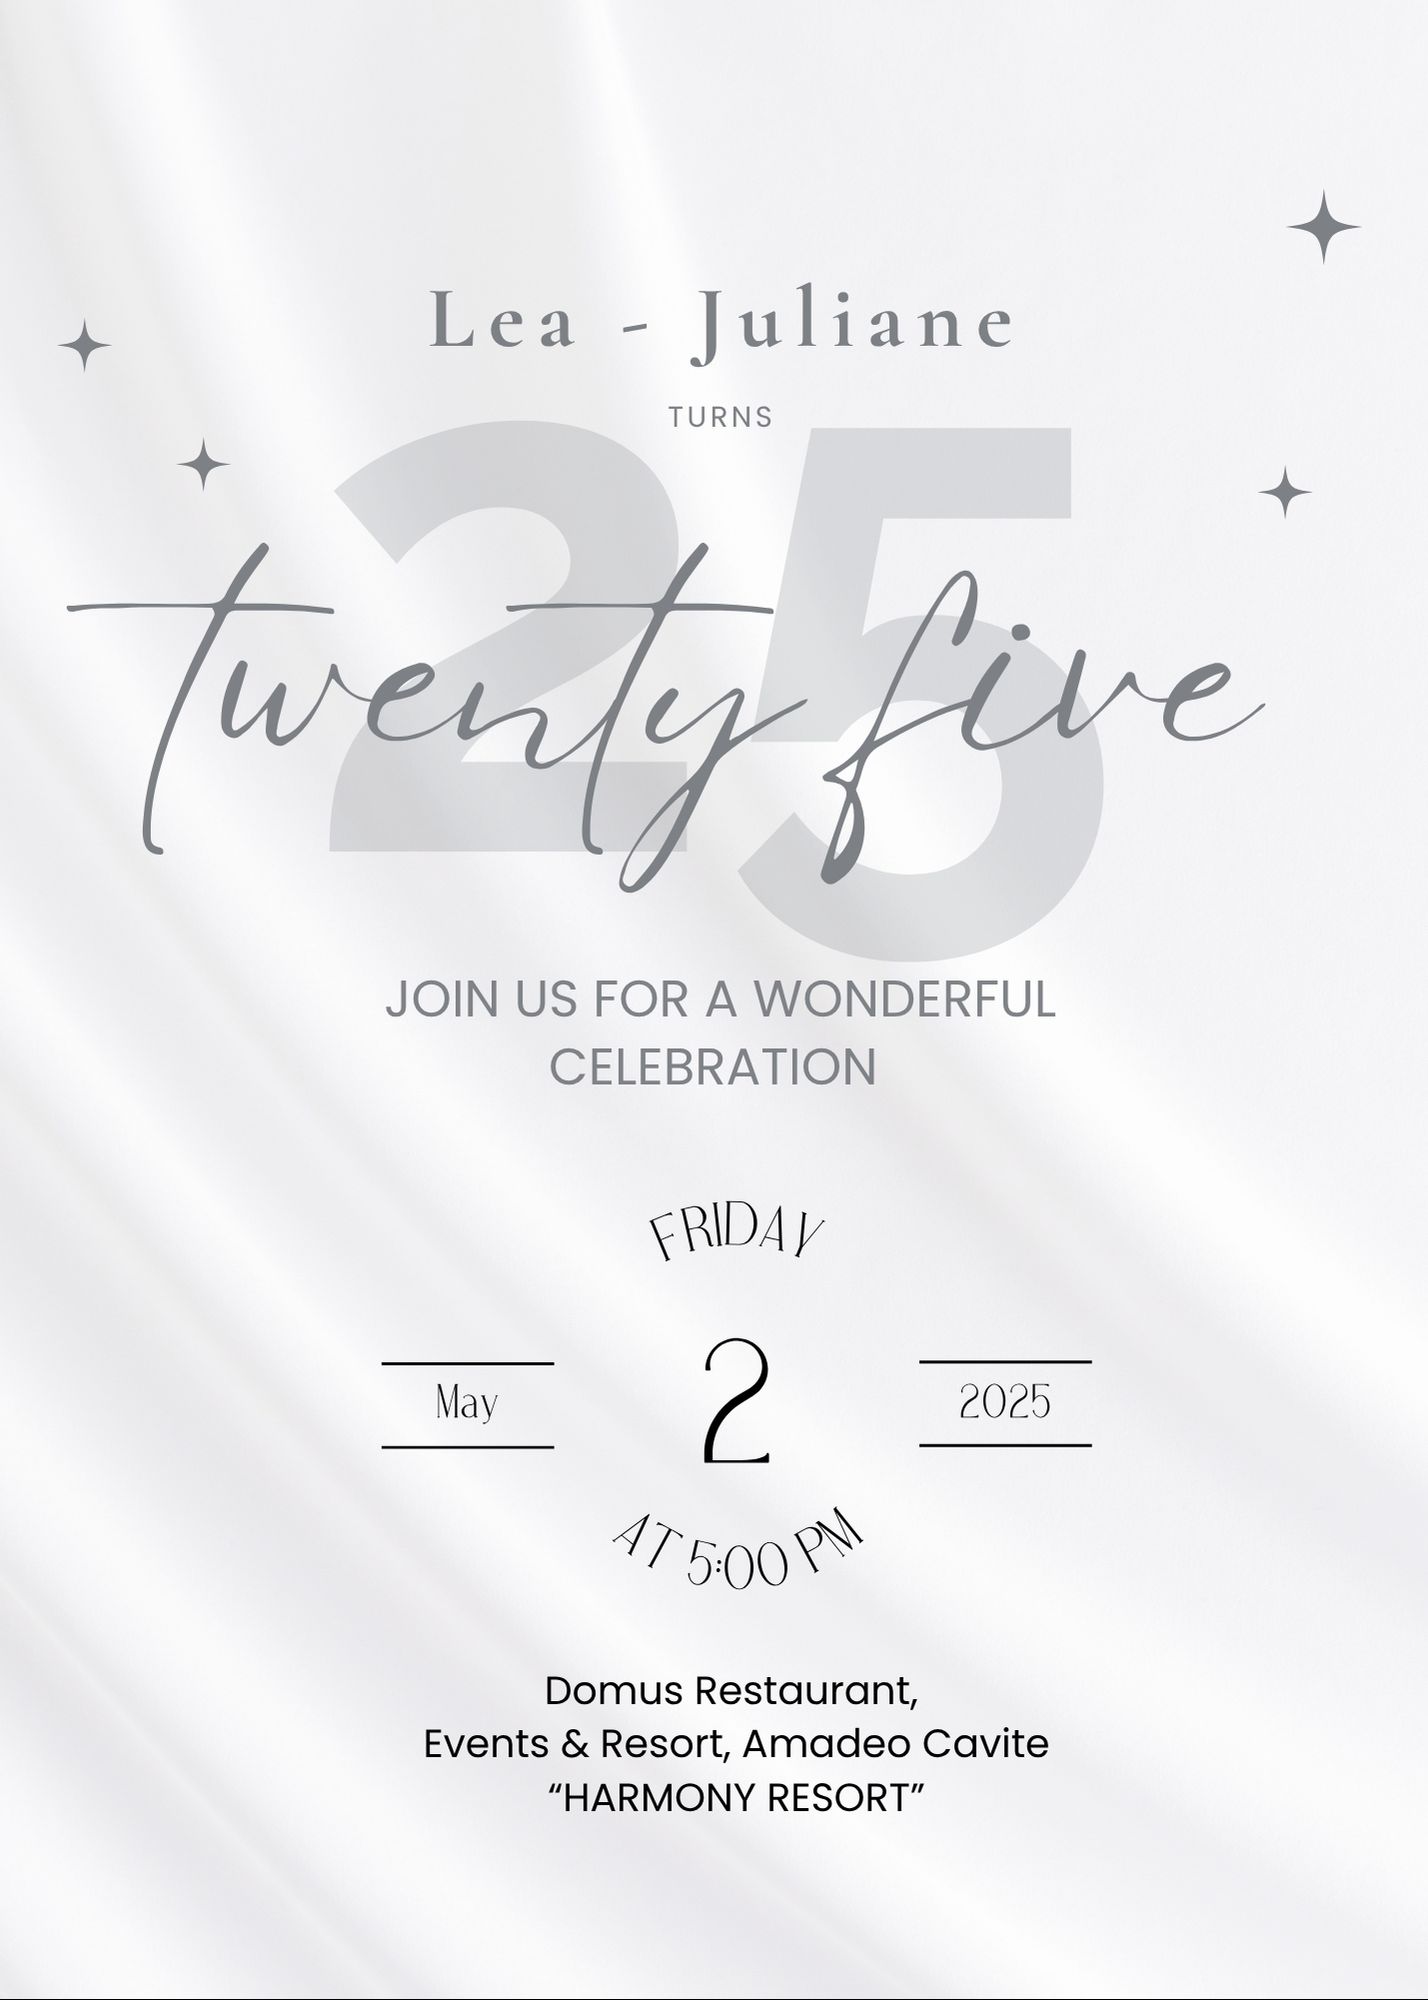 Lea - Juliane
TURNS
25
twenty five
JOIN US FOR A WONDERFUL
CELEBRATION
FRIDAY
May 2 2025
AT 5:00 PM
Domus Restaurant,
Events & Resort, Amadeo Cavite
“HARMONY RESORT”